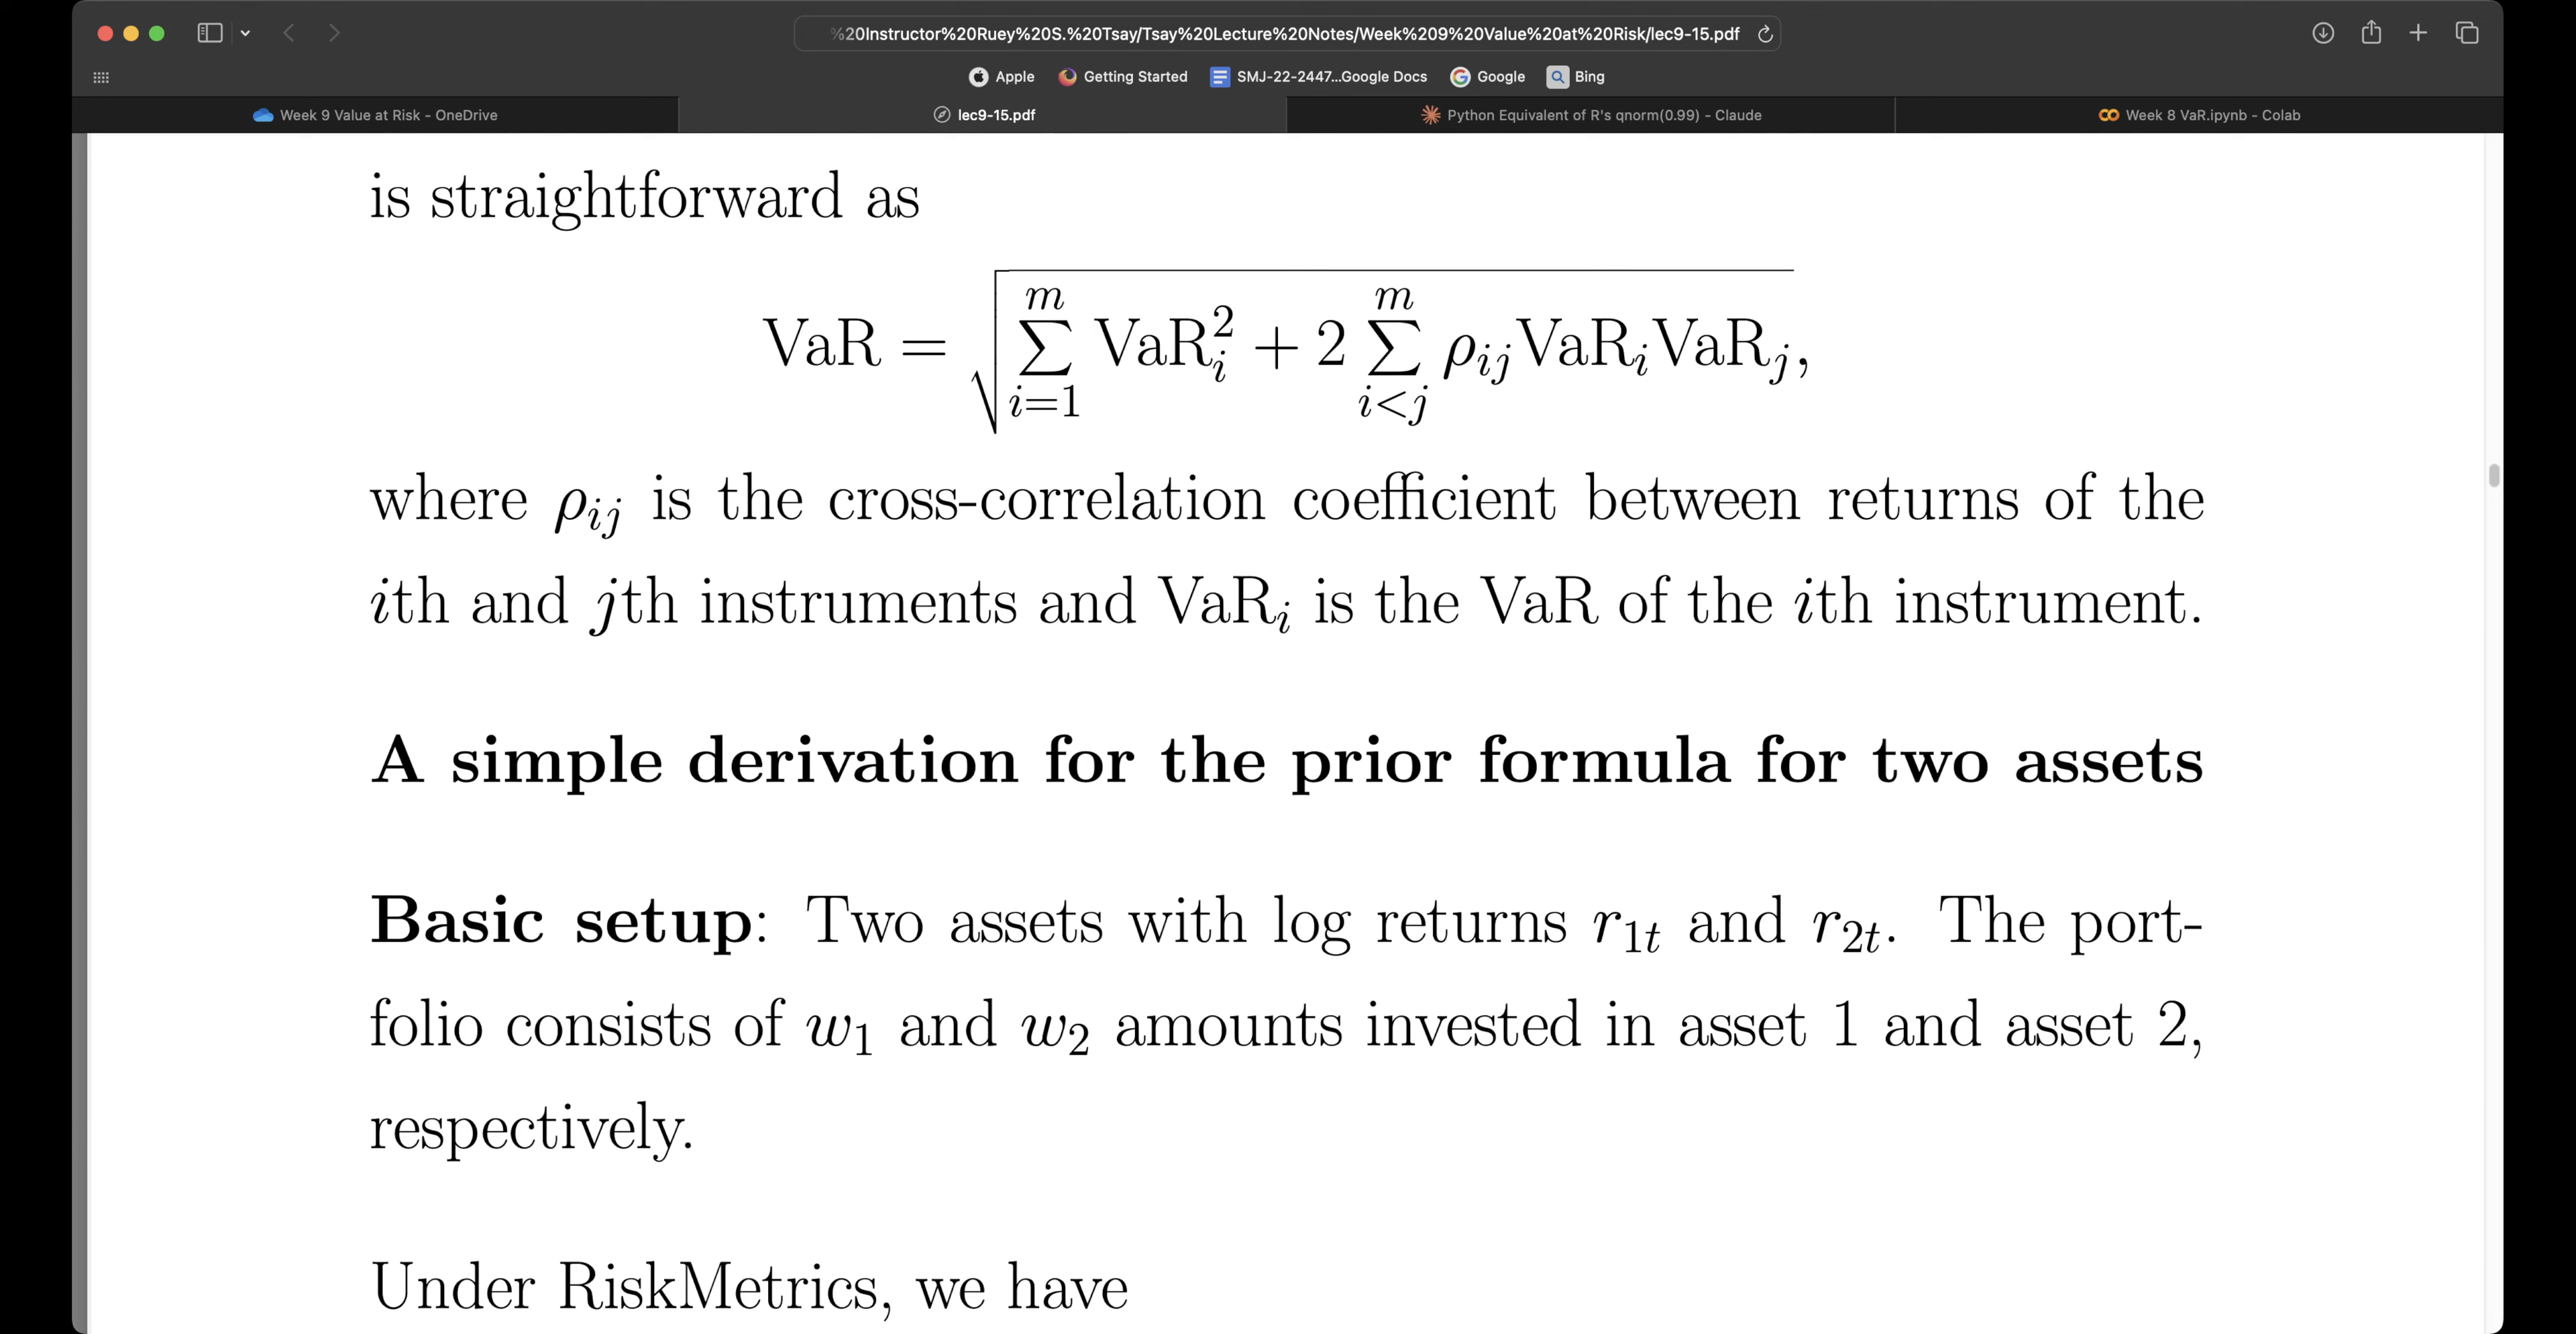 %20Instructor%20Ruey%20S.%20Tsay/Tsay%20Lecture%20Notes/Week%209%20Value%20at%20Risk/lec9-15.pdf
Apple Getting Started SMJ-22-2447...Google Docs Google Bing
Week 9 Value at Risk - OneDrive lec9-15.pdf Python Equivalent of R's qnorm(0.99) - Claude Week 8 VaR.ipynb - Colab
is straightforward as
VaR = √(∑_{i=1}^{m} VaR_i^2 + 2 ∑_{i<j}^{m} ρ_{ij}VaR_iVaR_j),
where ρ_{ij} is the cross-correlation coefficient between returns of the
ith and jth instruments and VaR_i is the VaR of the ith instrument.
A simple derivation for the prior formula for two assets
Basic setup: Two assets with log returns r_{1t} and r_{2t}. The port-
folio consists of w_1 and w_2 amounts invested in asset 1 and asset 2,
respectively.
Under RiskMetrics, we have